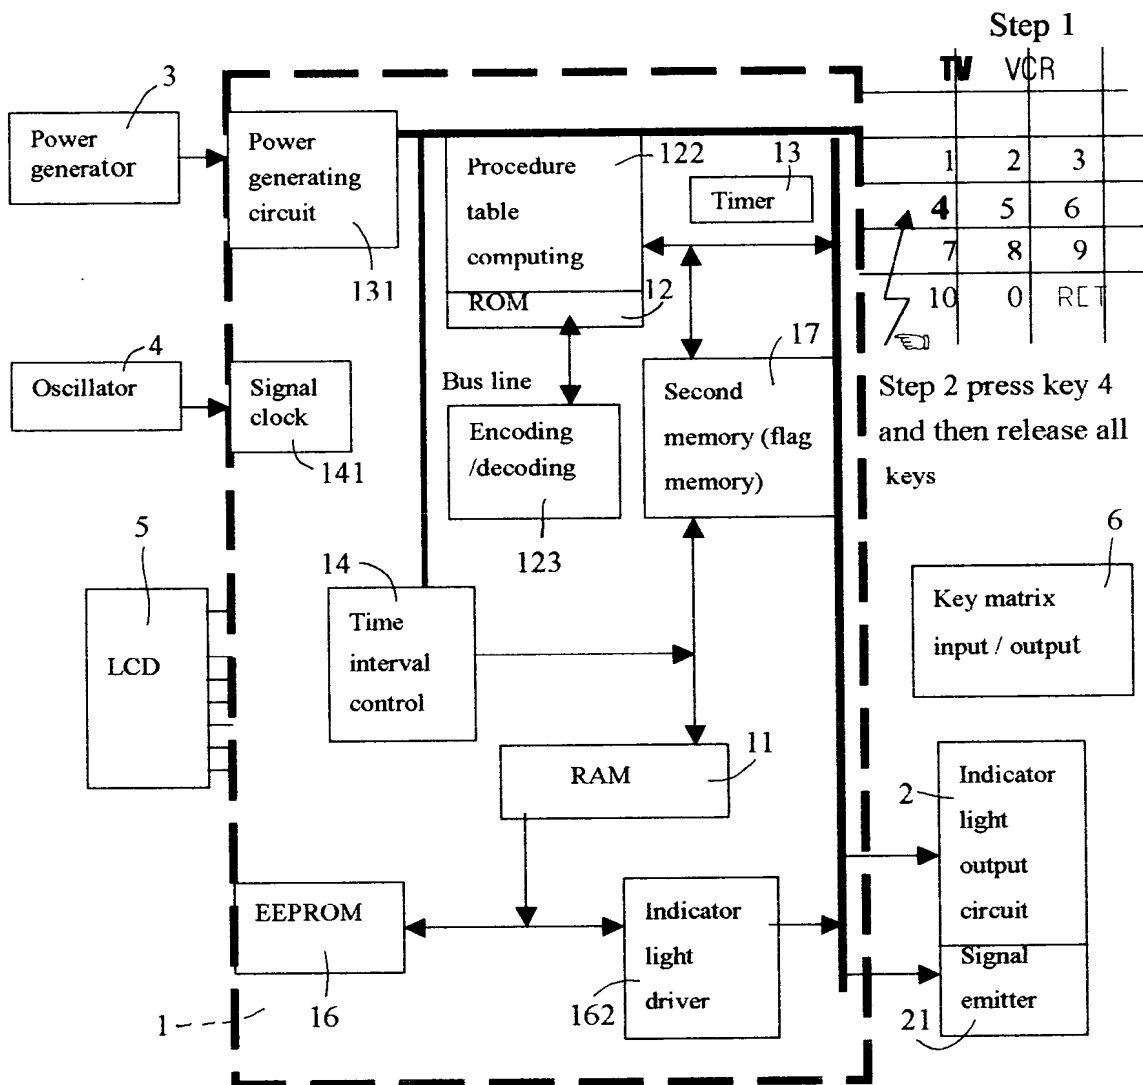 Step 1
TV VCR
1 2 3
4 5 6
7 8 9
10 0 RET
Step 2 press key 4
and then release all
keys
3
Power
generator
Power
generating
circuit
131
Procedure
table
computing
122
ROM
12
13
Timer
4
Oscillator
Signal
clock
141
Bus line
Encoding
/decoding
123
17
Second
memory (flag
memory)
5
LCD
14
Time
interval
control
6
Key matrix
input / output
RAM
11
EEPROM
16
Indicator
light
driver
162
2
Indicator
light
output
circuit
Signal
emitter
21
1